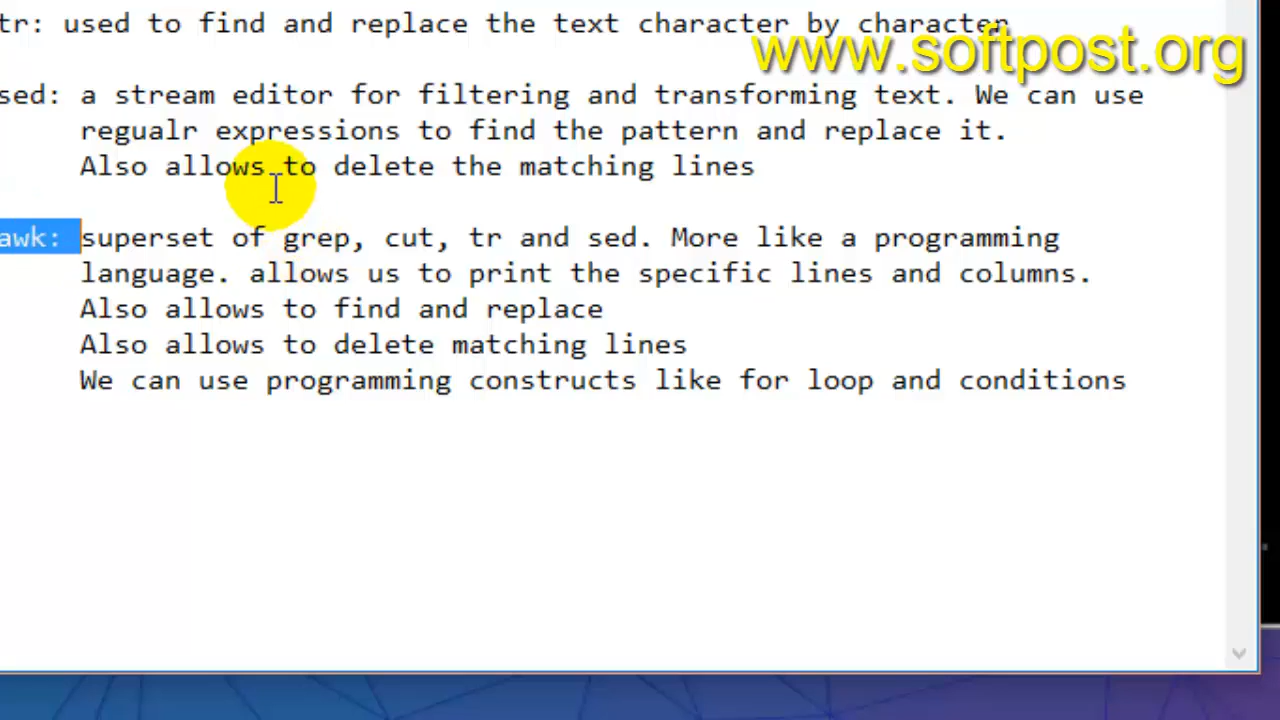 tr: used to find and replace the text character by character
www.softpost.org
sed: a stream editor for filtering and transforming text. We can use
regualr expressions to find the pattern and replace it.
Also allows to delete the matching lines
awk: superset of grep, cut, tr and sed. More like a programming
language. allows us to print the specific lines and columns.
Also allows to find and replace
Also allows to delete matching lines
We can use programming constructs like for loop and conditions